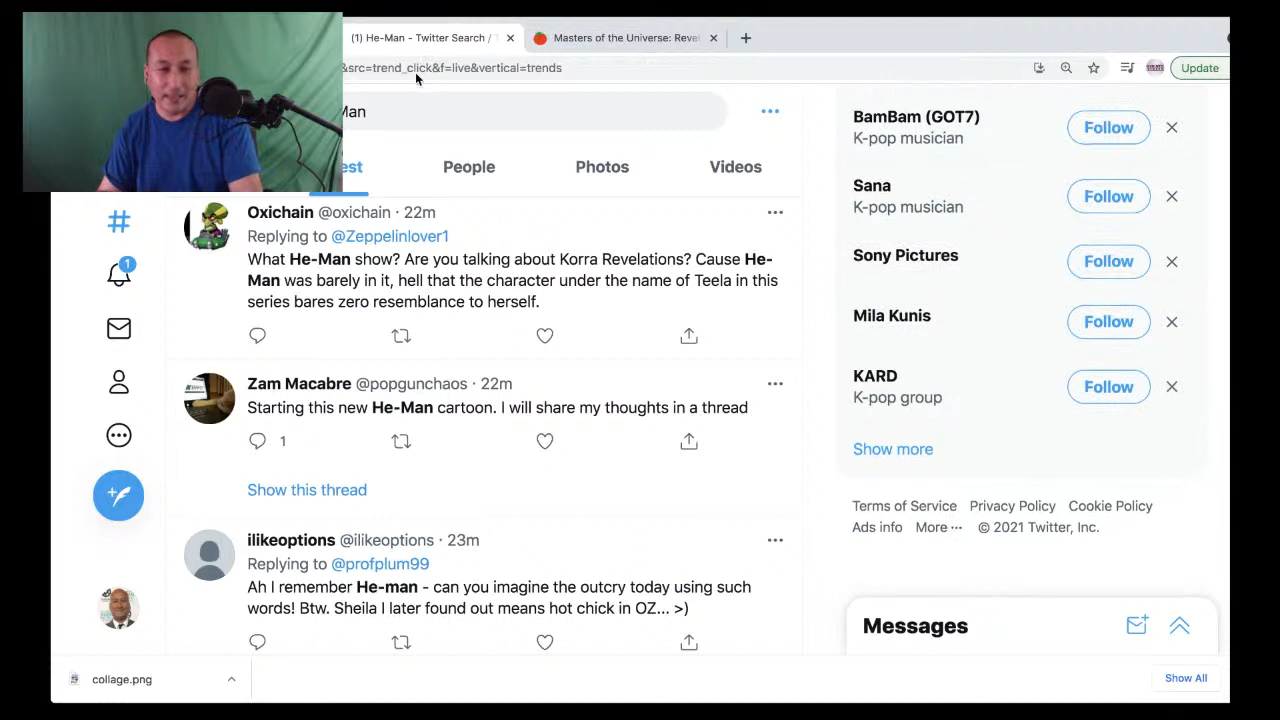 (1) He-Man - Twitter Search / T
Masters of the Universe: Reve
&src=trend_click&f=live&vertical=trends
Update
Man
est
People
Photos
Videos
Oxichain @oxichain · 22m
Replying to @Zeppelinlover1
What He-Man show? Are you talking about Korra Revelations? Cause He-
Man was barely in it, hell that the character under the name of Teela in this
series bares zero resemblance to herself.
Zam Macabre @popgunchaos · 22m
Starting this new He-Man cartoon. I will share my thoughts in a thread
1
Show this thread
ilikeoptions @ilikeoptions · 23m
Replying to @profplum99
Ah I remember He-man - can you imagine the outcry today using such
words! Btw. Sheila I later found out means hot chick in OZ... >)
1
BamBam (GOT7)
K-pop musician
Follow
Sana
K-pop musician
Follow
Sony Pictures
Follow
Mila Kunis
Follow
KARD
K-pop group
Follow
Show more
Terms of Service Privacy Policy Cookie Policy
Ads info More ··· © 2021 Twitter, Inc.
Messages
collage.png
Show All